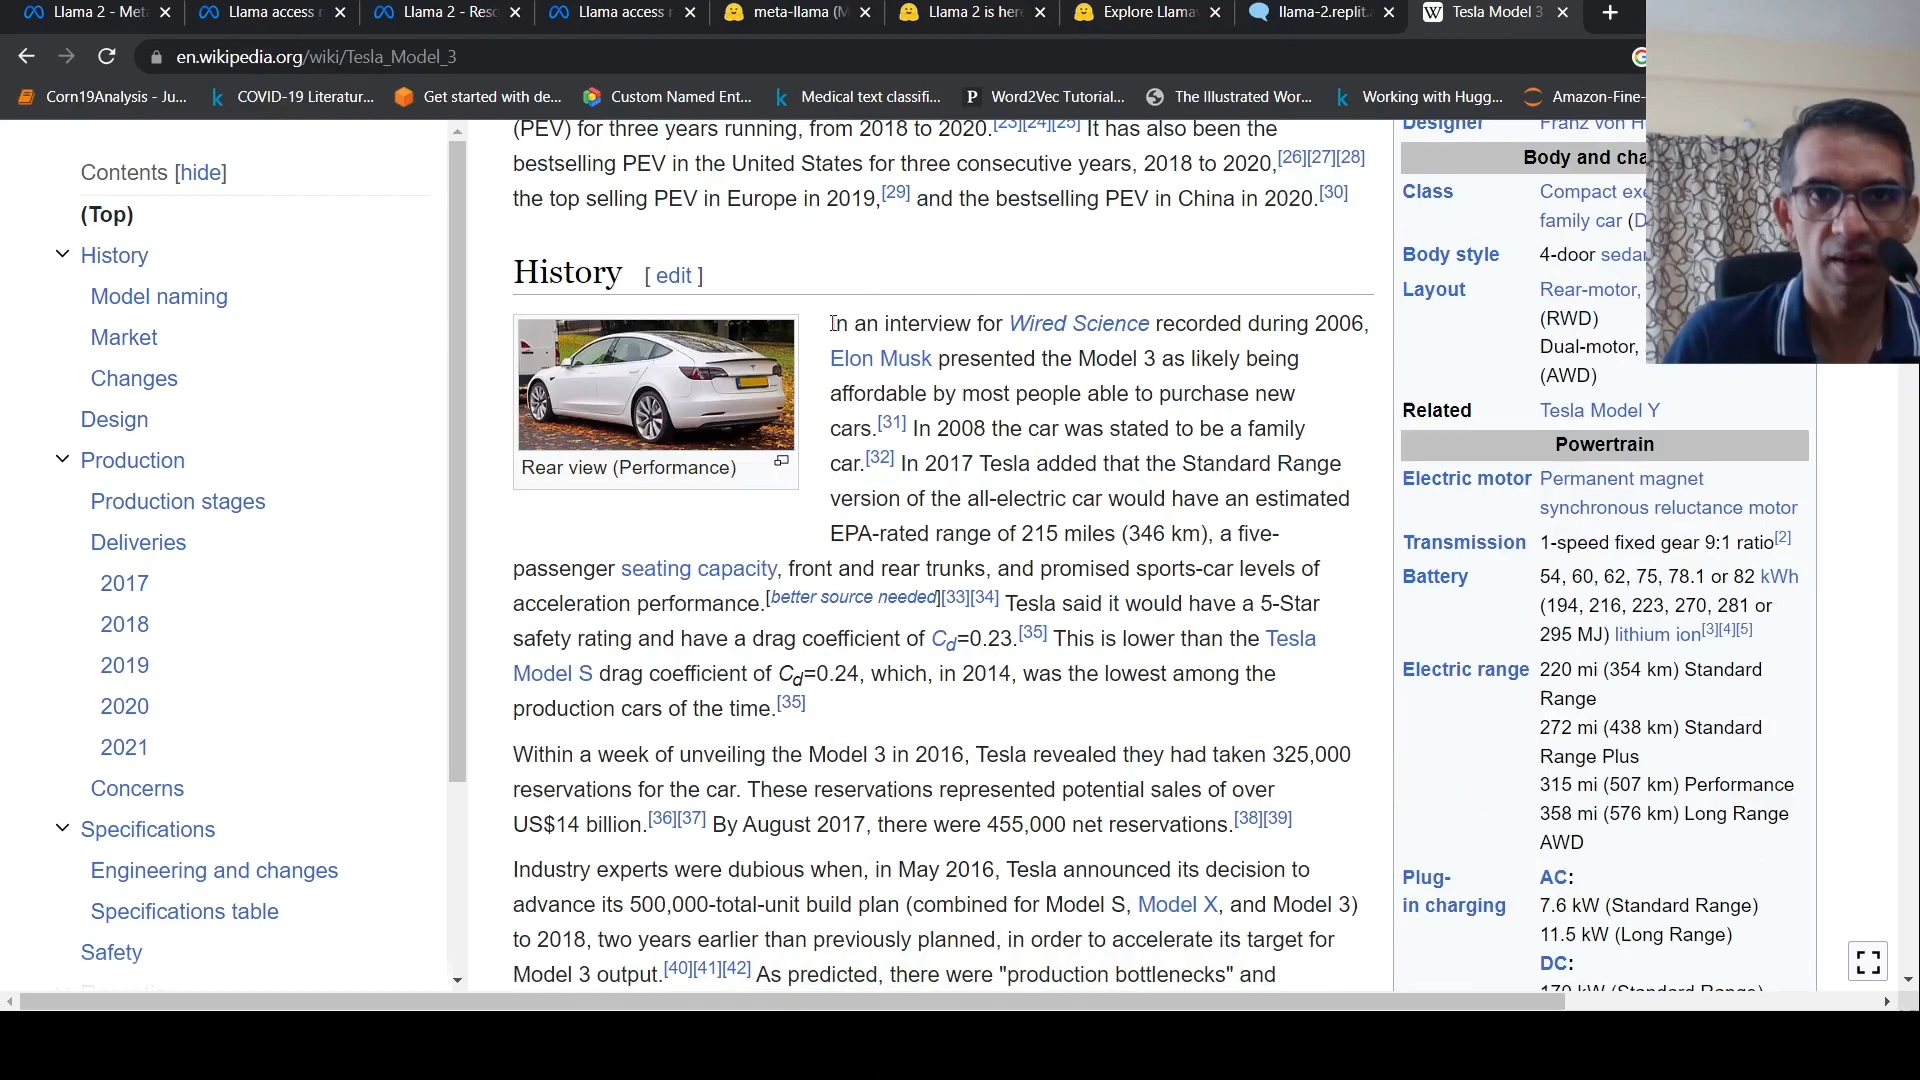 Llama 2 - Met
Llama access r
Llama 2 - Reso
Llama access r
meta-llama (M
Llama 2 is here
Explore Llama
llama-2.replit.
Tesla Model 3
en.wikipedia.org/wiki/Tesla_Model_3
Corn19Analysis - Ju...
COVID-19 Literatur...
Get started with de...
Custom Named Ent...
Medical text classifi...
Word2Vec Tutorial...
The Illustrated Wor...
Working with Hugg...
Amazon-Fine-
Contents [hide]
(Top)
History
Model naming
Market
Changes
Design
Production
Production stages
Deliveries
2017
2018
2019
2020
2021
Concerns
Specifications
Engineering and changes
Specifications table
Safety
(PEV) for three years running, from 2018 to 2020.[23][24][25] It has also been the
bestselling PEV in the United States for three consecutive years, 2018 to 2020,[26][27][28]
the top selling PEV in Europe in 2019,[29] and the bestselling PEV in China in 2020.[30]
History [ edit ]
Rear view (Performance)
In an interview for Wired Science recorded during 2006,
Elon Musk presented the Model 3 as likely being
affordable by most people able to purchase new
cars.[31] In 2008 the car was stated to be a family
car.[32] In 2017 Tesla added that the Standard Range
version of the all-electric car would have an estimated
EPA-rated range of 215 miles (346 km), a five-
passenger seating capacity, front and rear trunks, and promised sports-car levels of
acceleration performance.[better source needed][33][34] Tesla said it would have a 5-Star
safety rating and have a drag coefficient of Cd=0.23.[35] This is lower than the Tesla
Model S drag coefficient of Cd=0.24, which, in 2014, was the lowest among the
production cars of the time.[35]
Within a week of unveiling the Model 3 in 2016, Tesla revealed they had taken 325,000
reservations for the car. These reservations represented potential sales of over
US$14 billion.[36][37] By August 2017, there were 455,000 net reservations.[38][39]
Industry experts were dubious when, in May 2016, Tesla announced its decision to
advance its 500,000-total-unit build plan (combined for Model S, Model X, and Model 3)
to 2018, two years earlier than previously planned, in order to accelerate its target for
Model 3 output.[40][41][42] As predicted, there were "production bottlenecks" and
Designer Franz von H
Body and cha
Class Compact exe
family car (D
Body style 4-door sedan
Layout Rear-motor,
(RWD)
Dual-motor,
(AWD)
Related Tesla Model Y
Powertrain
Electric motor Permanent magnet
synchronous reluctance motor
Transmission 1-speed fixed gear 9:1 ratio[2]
Battery 54, 60, 62, 75, 78.1 or 82 kWh
(194, 216, 223, 270, 281 or
295 MJ) lithium ion[3][4][5]
Electric range 220 mi (354 km) Standard
Range
272 mi (438 km) Standard
Range Plus
315 mi (507 km) Performance
358 mi (576 km) Long Range
AWD
Plug-
in charging
AC:
7.6 kW (Standard Range)
11.5 kW (Long Range)
DC:
170 kW (Standard Range)